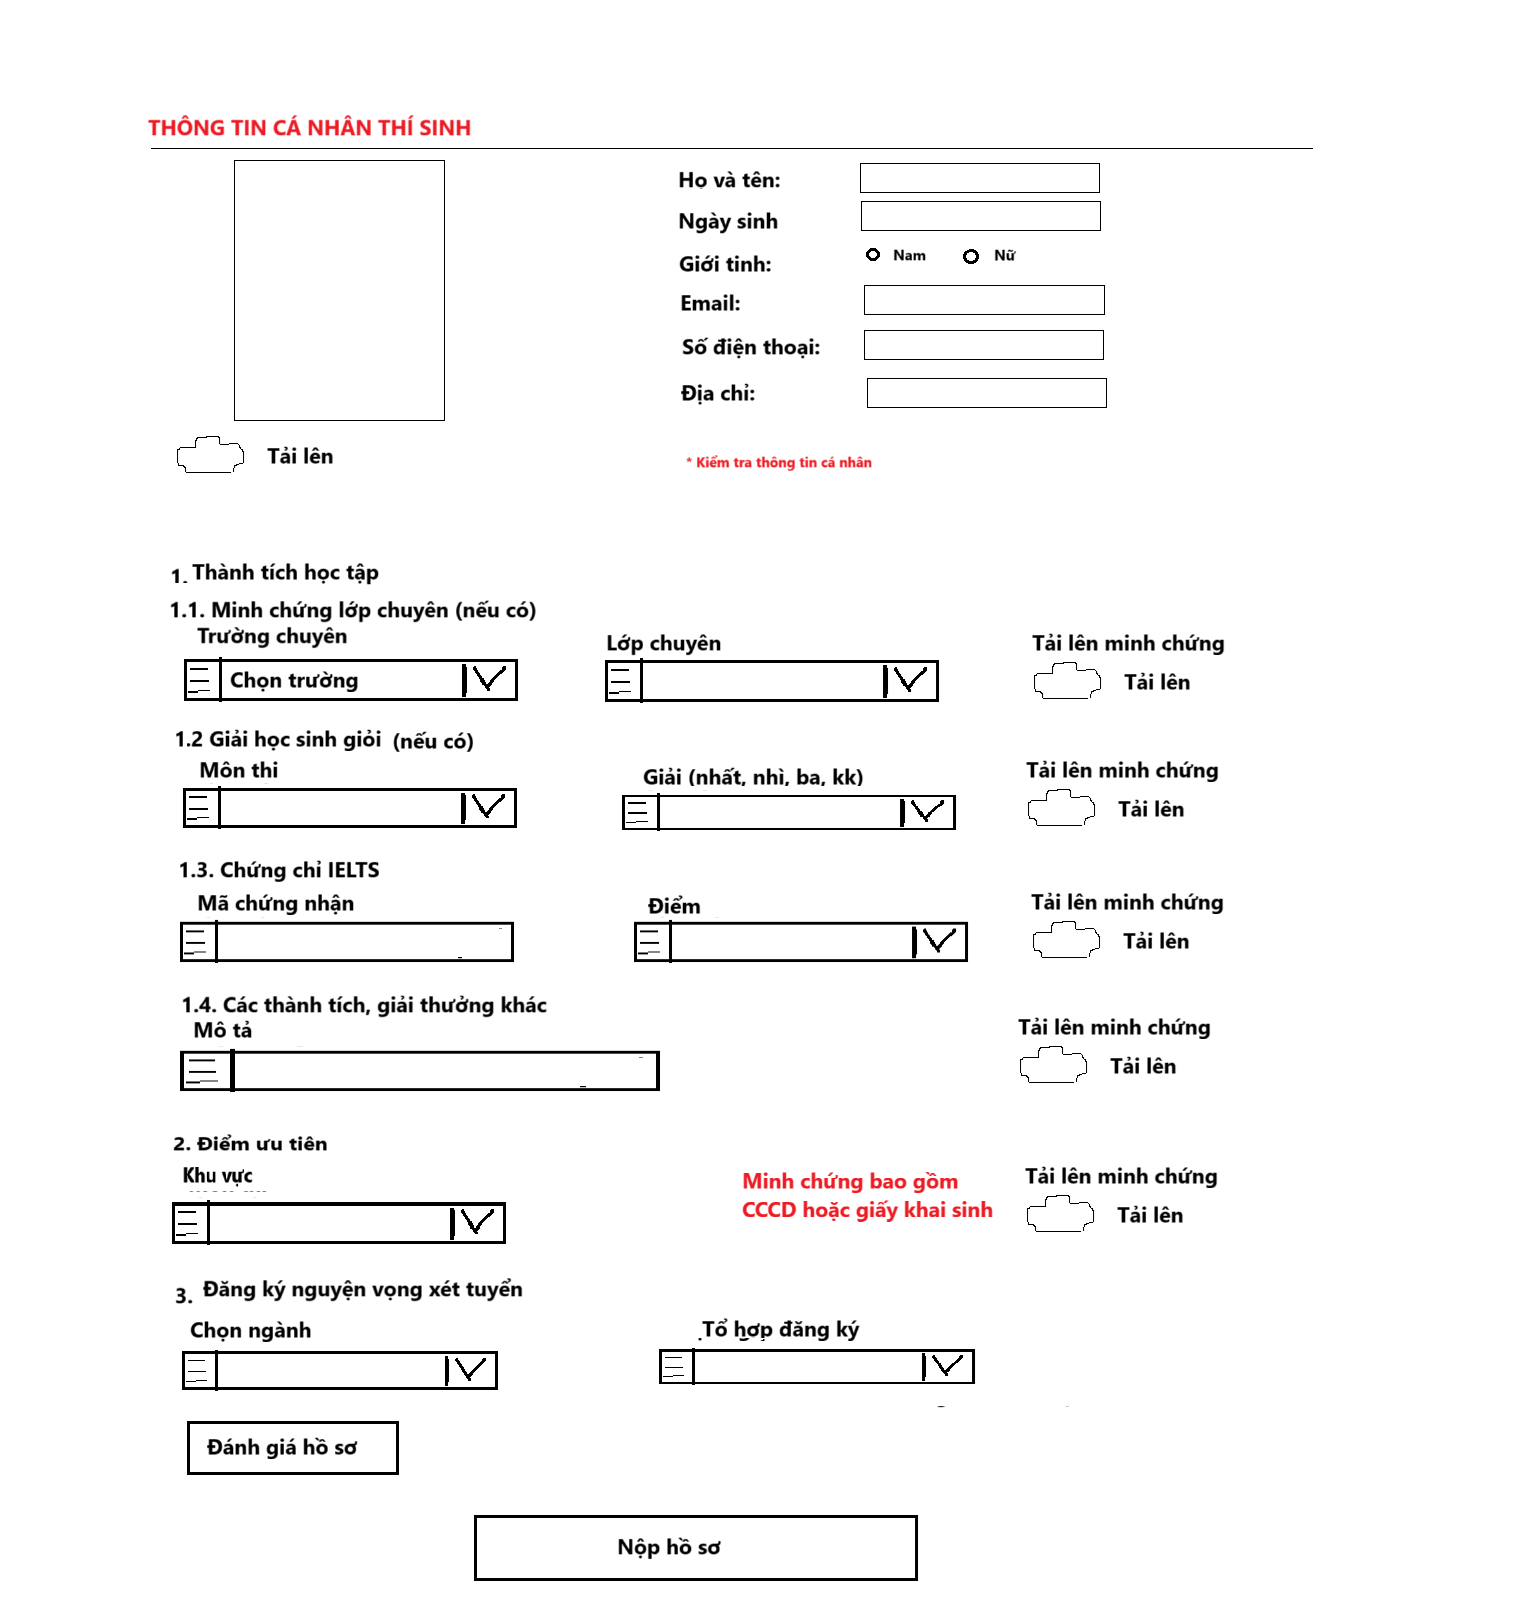 THÔNG TIN CÁ NHÂN THÍ SINH
Họ và tên:
Ngày sinh
Giới tinh:
Nam
Nữ
Email:
Số điện thoại:
Địa chỉ:
Tải lên
* Kiểm tra thông tin cá nhân
1. Thành tích học tập
1.1. Minh chứng lớp chuyên (nếu có)
Trường chuyên
Lớp chuyên
Tải lên minh chứng
Chọn trường
Tải lên
1.2 Giải học sinh giỏi (nếu có)
Môn thi
Giải (nhất, nhì, ba, kk)
Tải lên minh chứng
Tải lên
1.3. Chứng chỉ IELTS
Mã chứng nhận
Điểm
Tải lên minh chứng
Tải lên
1.4. Các thành tích, giải thưởng khác
Mô tả
Tải lên minh chứng
Tải lên
2. Điểm ưu tiên
Khu vực
Minh chứng bao gồm
CCCD hoặc giấy khai sinh
Tải lên minh chứng
Tải lên
3. Đăng ký nguyện vọng xét tuyển
Chọn ngành
Tổ hợp đăng ký
Đánh giá hồ sơ
Nộp hồ sơ